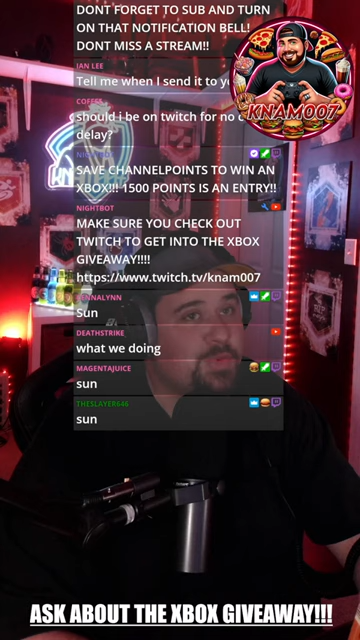 DONT FORGET TO SUB AND TURN
ON THAT NOTIFICATION BELL!
DONT MISS A STREAM!!
IAN LEE
Tell me when I send it to
KNAM007
COFFEE
should i be on twitch for no
delay?
SAVE CHANNELPOINTS TO WIN AN
XBOX!!! 1500 POINTS IS AN ENTRY!!
NIGHTBOT
MAKE SURE YOU CHECK OUT
TWITCH TO GET INTO THE XBOX
GIVEAWAY!!!!
https://www.twitch.tv/knam007
Sun
DEATHSTRIKE
what we doing
MAGENTAJUICE
sun
THESLAYER646
sun
ASK ABOUT THE XBOX GIVEAWAY!!!